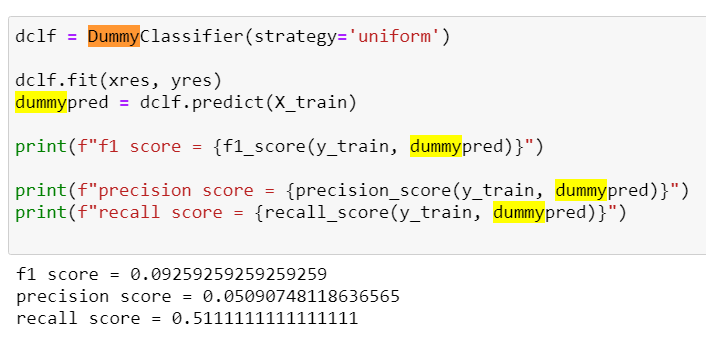 dclf = DummyClassifier(strategy='uniform')
dclf.fit(xres, yres)
dummypred = dclf.predict(X_train)
print(f"f1 score = {f1_score(y_train, dummypred)}")
print(f"precision score = {precision_score(y_train, dummypred)}")
print(f"recall score = {recall_score(y_train, dummypred)}")
f1 score = 0.09259259259259259
precision score = 0.05090748118636565
recall score = 0.5111111111111111